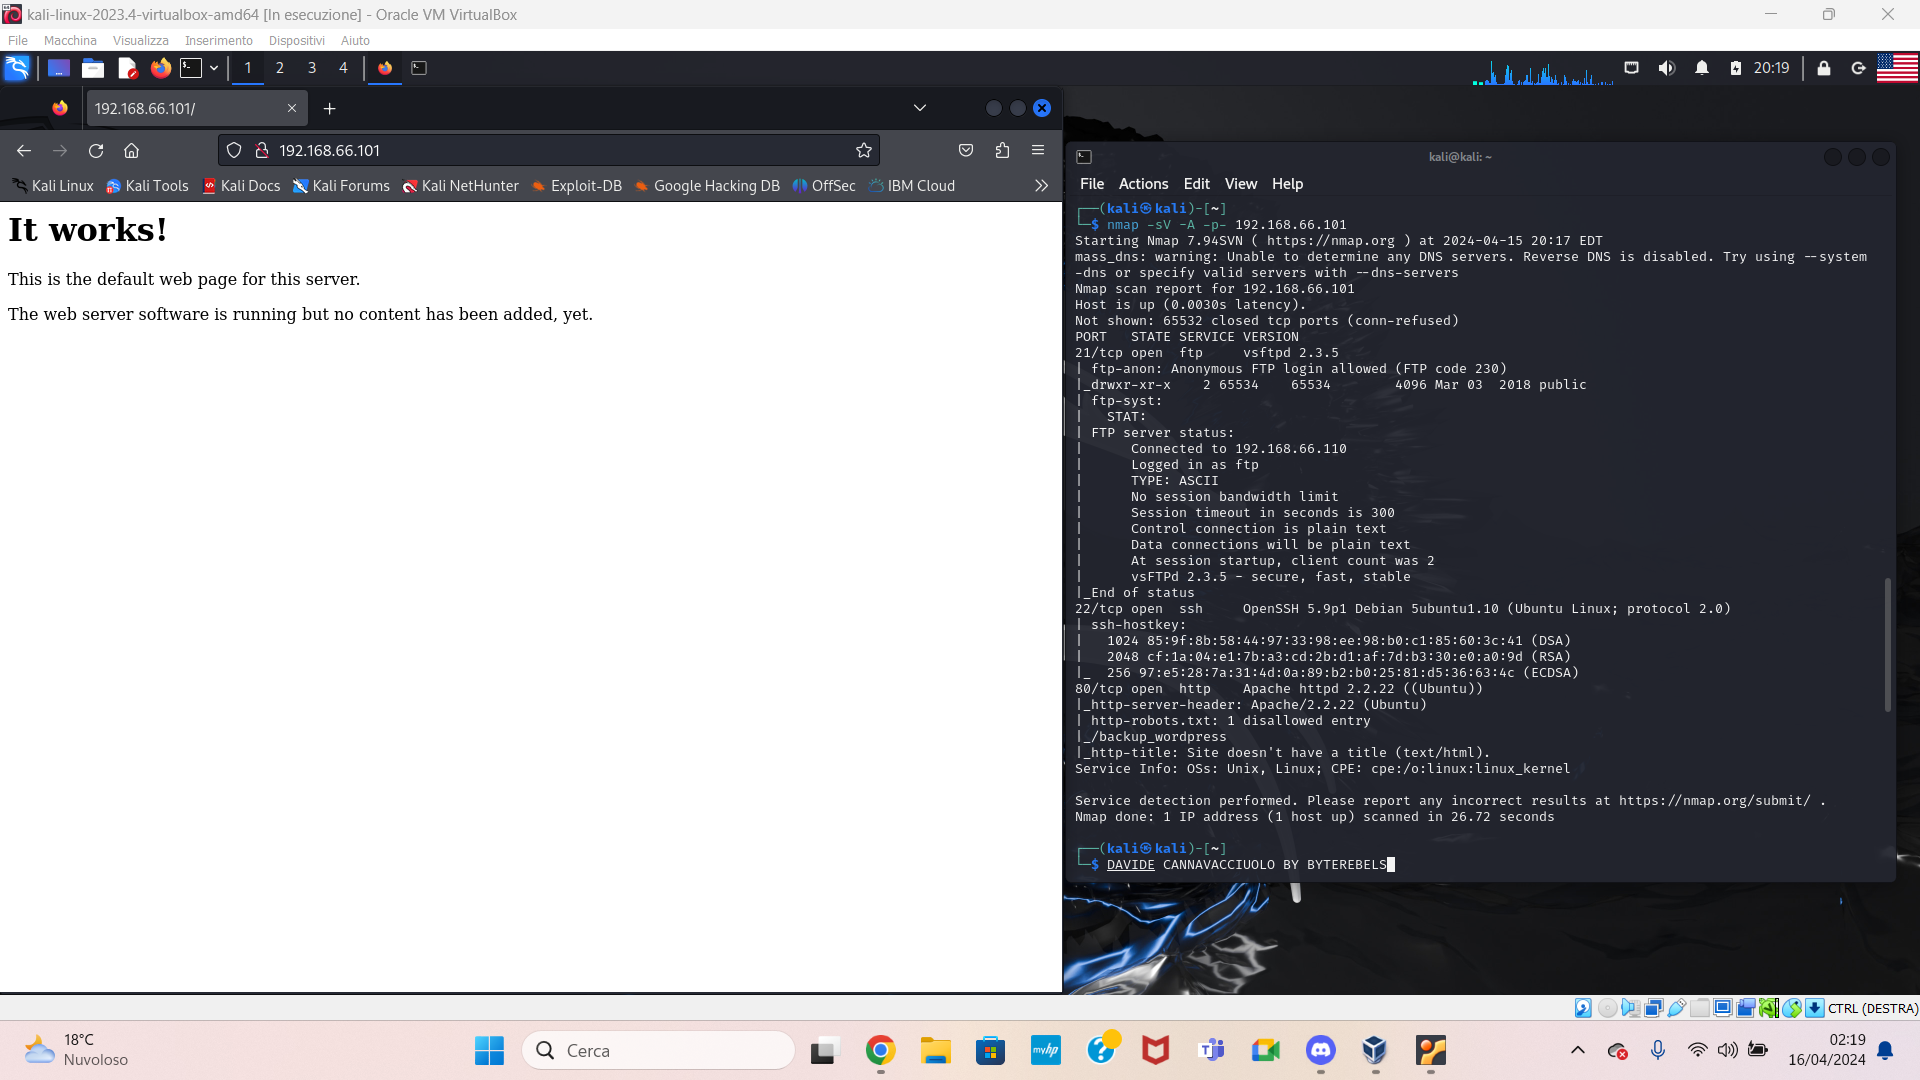 kali-linux-2023.4-virtualbox-amd64 [In esecuzione] - Oracle VM VirtualBox
File Macchina Visualizza Inserimento Dispositivi Aiuto
1 2 3 4 20:19
192.168.66.101/
192.168.66.101
Kali Linux Kali Tools Kali Docs Kali Forums Kali NetHunter Exploit-DB Google Hacking DB OffSec IBM Cloud
It works!
This is the default web page for this server.
The web server software is running but no content has been added, yet.
kali@kali: ~
File Actions Edit View Help
┌──(kali㉿kali)-[~]
└─$ nmap -sV -A -p- 192.168.66.101
Starting Nmap 7.94SVN ( https://nmap.org ) at 2024-04-15 20:17 EDT
mass_dns: warning: Unable to determine any DNS servers. Reverse DNS is disabled. Try using --system
-dns or specify valid servers with --dns-servers
Nmap scan report for 192.168.66.101
Host is up (0.0030s latency).
Not shown: 65532 closed tcp ports (conn-refused)
PORT   STATE SERVICE VERSION
21/tcp open  ftp     vsftpd 2.3.5
| ftp-anon: Anonymous FTP login allowed (FTP code 230)
|_drwxr-xr-x    2 65534    65534        4096 Mar 03  2018 public
| ftp-syst:
|   STAT:
| FTP server status:
|      Connected to 192.168.66.110
|      Logged in as ftp
|      TYPE: ASCII
|      No session bandwidth limit
|      Session timeout in seconds is 300
|      Control connection is plain text
|      Data connections will be plain text
|      At session startup, client count was 2
|      vsFTPd 2.3.5 - secure, fast, stable
|_End of status
22/tcp open  ssh     OpenSSH 5.9p1 Debian 5ubuntu1.10 (Ubuntu Linux; protocol 2.0)
| ssh-hostkey:
|   1024 85:9f:8b:58:44:97:33:98:ee:98:b0:c1:85:60:3c:41 (DSA)
|   2048 cf:1a:04:e1:7b:a3:cd:2b:d1:af:7d:b3:30:e0:a0:9d (RSA)
|_  256 97:e5:28:7a:31:4d:0a:89:b2:b0:25:81:d5:36:63:4c (ECDSA)
80/tcp open  http    Apache httpd 2.2.22 ((Ubuntu))
|_http-server-header: Apache/2.2.22 (Ubuntu)
| http-robots.txt: 1 disallowed entry
|_/backup_wordpress
|_http-title: Site doesn't have a title (text/html).
Service Info: OSs: Unix, Linux; CPE: cpe:/o:linux:linux_kernel
Service detection performed. Please report any incorrect results at https://nmap.org/submit/ .
Nmap done: 1 IP address (1 host up) scanned in 26.72 seconds
┌──(kali㉿kali)-[~]
└─$ DAVIDE CANNAVACCIUOLO BY BYTEREBELS
CTRL (DESTRA)
18°C
Nuvoloso
Cerca
myhp
02:19
16/04/2024